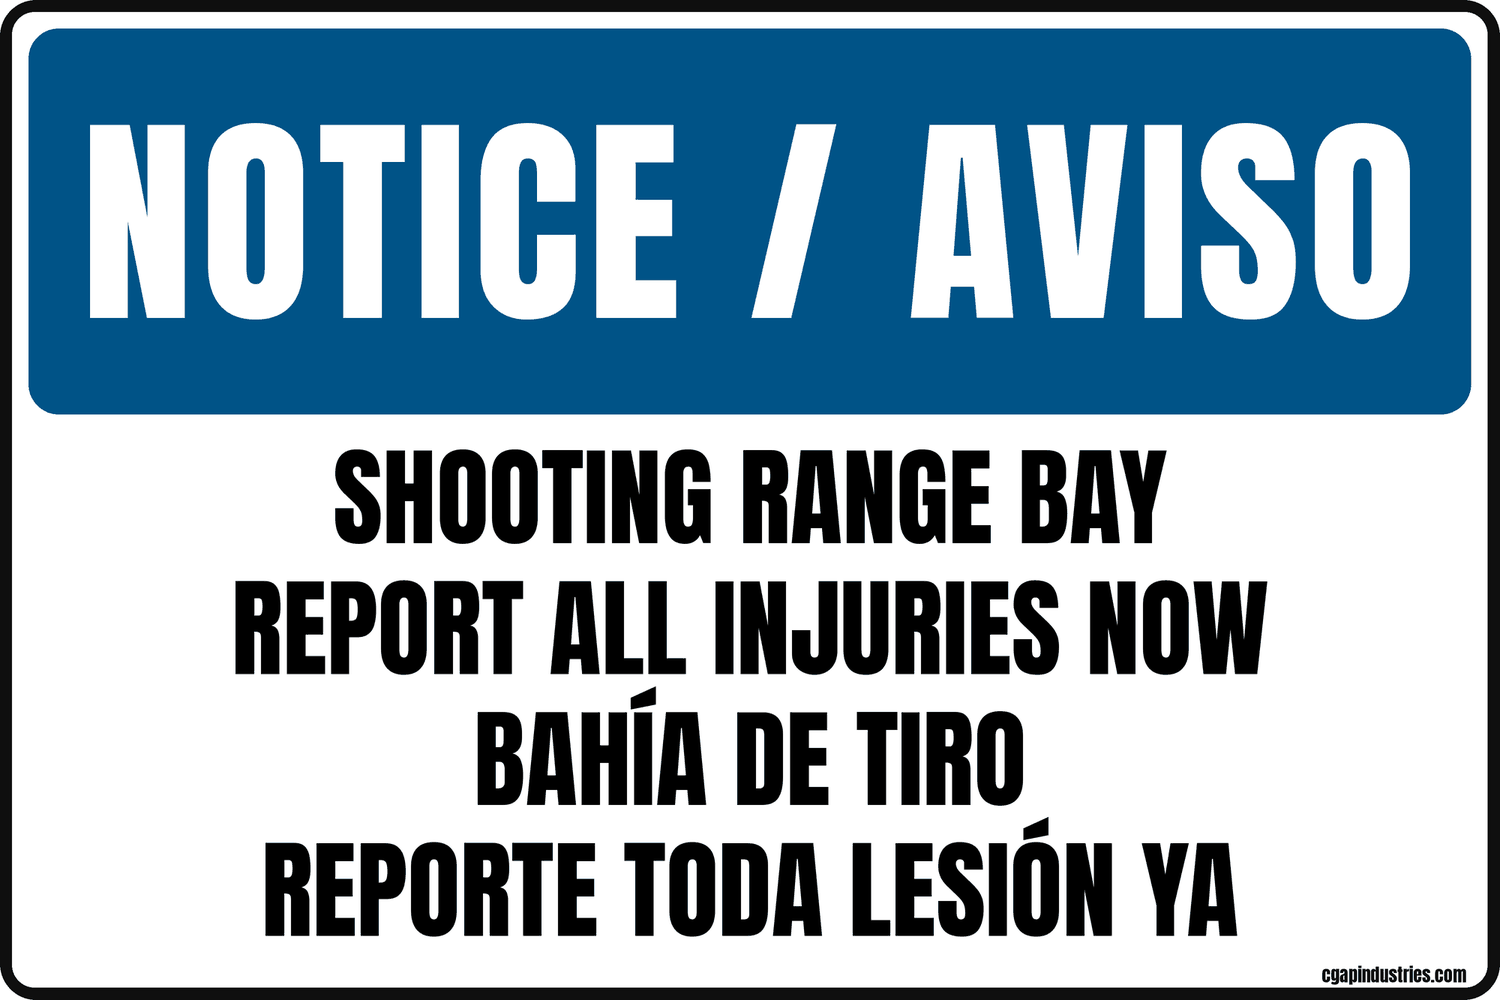 NOTICE / AVISO
SHOOTING RANGE BAY
REPORT ALL INJURIES NOW
BAHÍA DE TIRO
REPORTE TODA LESIÓN YA
cgapindustries.com